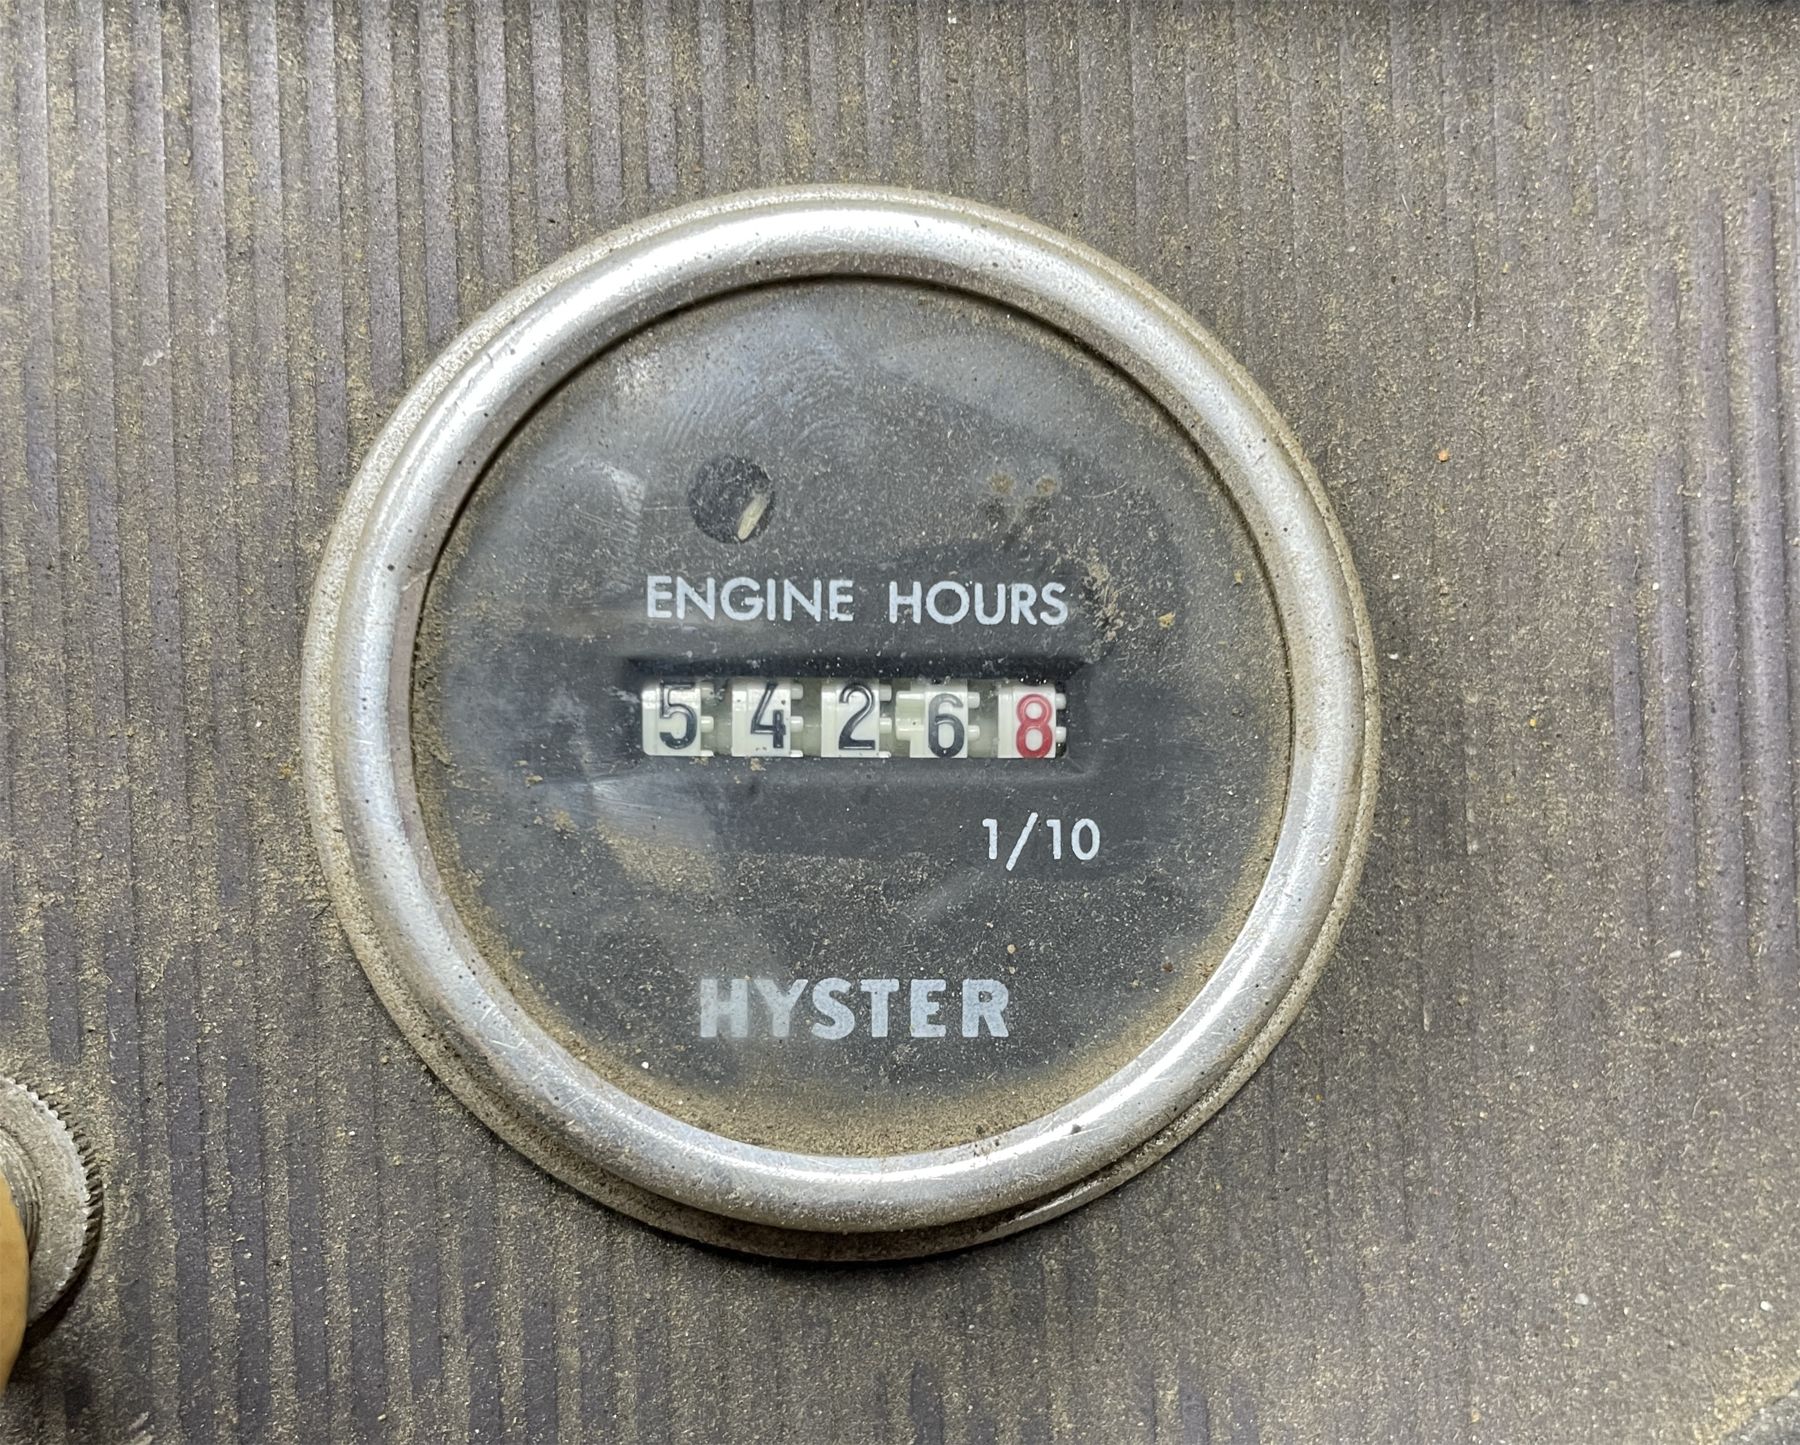 ENGINE HOURS
54268
1/10
HYSTER